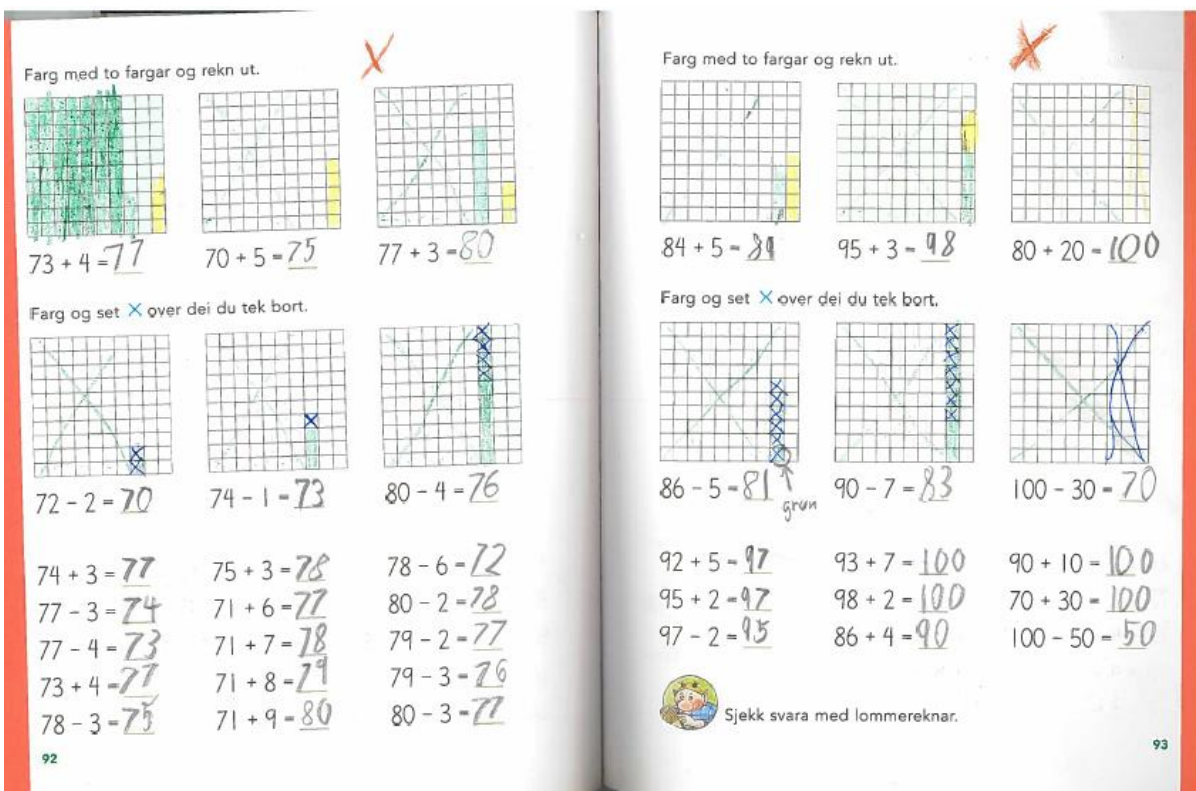 Farg med to fargar og rekn ut.
73 + 4 = 77
70 + 5 = 75
77 + 3 = 80
Farg og set X over dei du tek bort.
72 - 2 = 70
74 - 1 = 73
80 - 4 = 76
74 + 3 = 77
75 + 3 = 78
78 - 6 = 72
77 - 3 = 74
71 + 6 = 77
80 - 2 = 78
77 - 4 = 73
71 + 7 = 78
79 - 2 = 77
73 + 4 = 77
71 + 8 = 79
79 - 3 = 76
78 - 3 = 75
71 + 9 = 80
80 - 3 = 77
92
Farg med to fargar og rekn ut.
84 + 5 = 89
95 + 3 = 98
80 + 20 = 100
Farg og set X over dei du tek bort.
86 - 5 = 81
grøn
90 - 7 = 83
100 - 30 = 70
92 + 5 = 97
93 + 7 = 100
90 + 10 = 100
95 + 2 = 97
98 + 2 = 100
70 + 30 = 100
97 - 2 = 95
86 + 4 = 90
100 - 50 = 50
Sjekk svara med lommereknar.
93